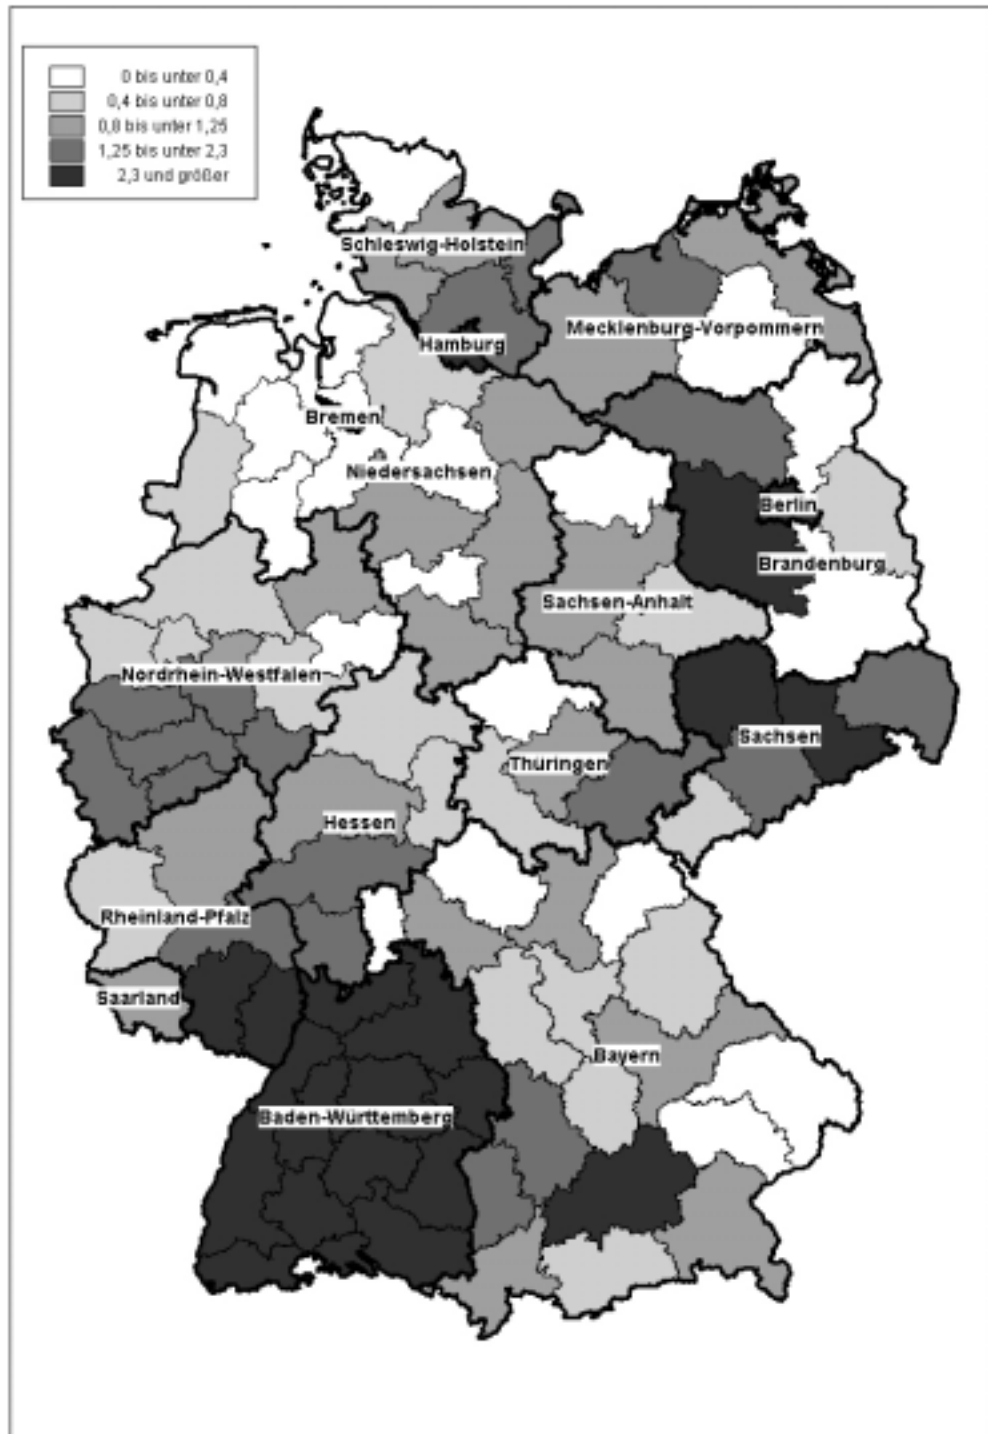 0 bis unter 0,4
0,4 bis unter 0,8
0,8 bis unter 1,25
1,25 bis unter 2,3
2,3 und größer
Schleswig-Holstein
Mecklenburg-Vorpommern
Hamburg
Bremen
Niedersachsen
Berlin
Brandenburg
Sachsen-Anhalt
Nordrhein-Westfalen
Sachsen
Thüringen
Hessen
Rheinland-Pfalz
Saarland
Bayern
Baden-Württemberg